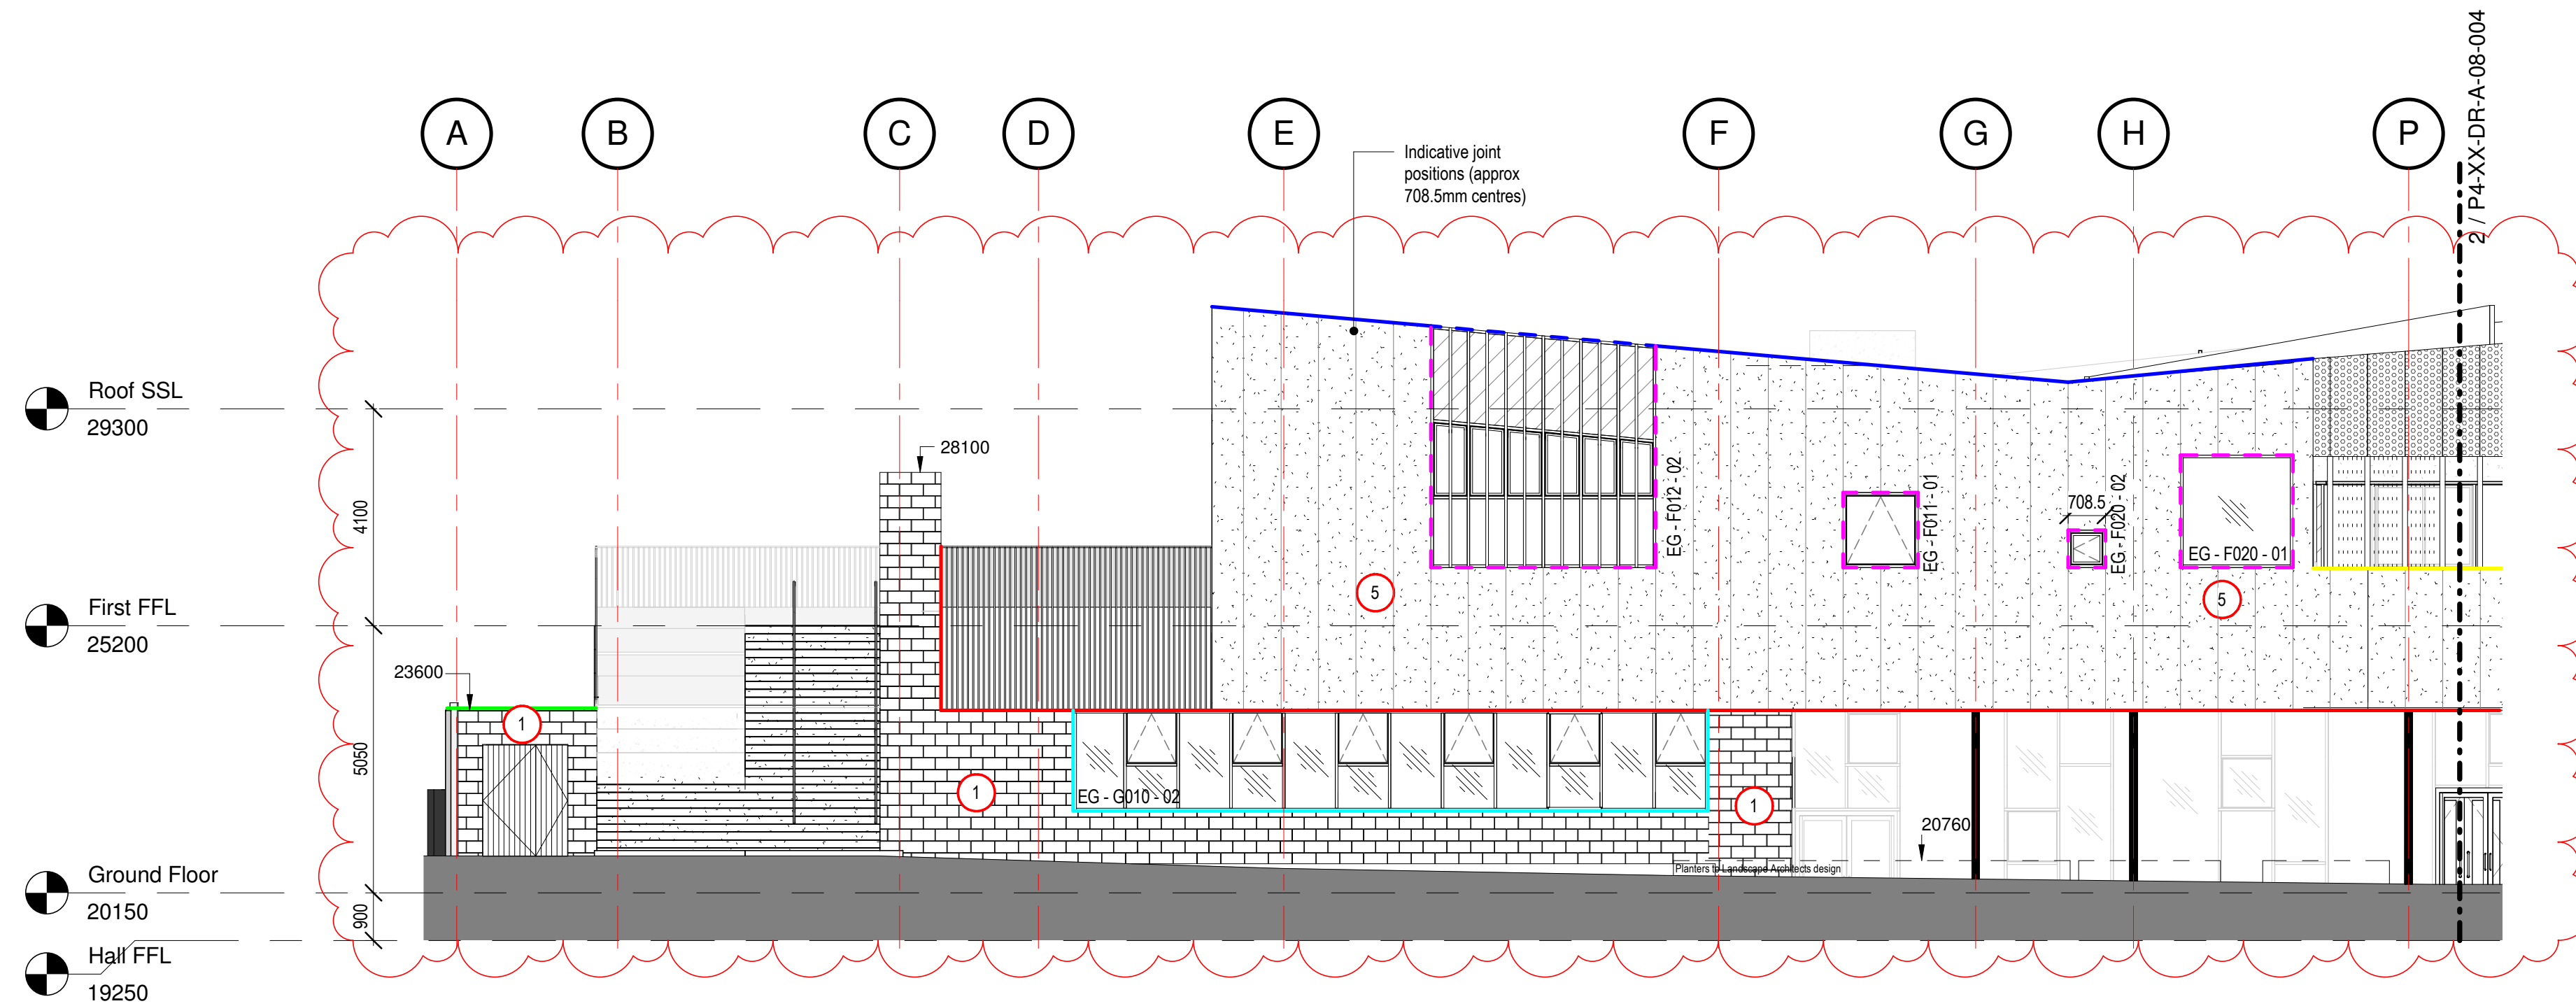 A
B
C
D
E
F
G
H
P
2 / P4-XX-DR-A-08-004
Indicative joint
positions (approx
708.5mm centres)
Roof SSL
29300
28100
4100
EG - F012 - 02
EG - F011 - 01
708.5
EG - F020 - 02
EG - F020 - 01
5
5
First FFL
25200
23600
1
5050
1
EG - G010 - 02
1
20760
Planters to Landscape Architects design
Ground Floor
20150
900
Hall FFL
19250